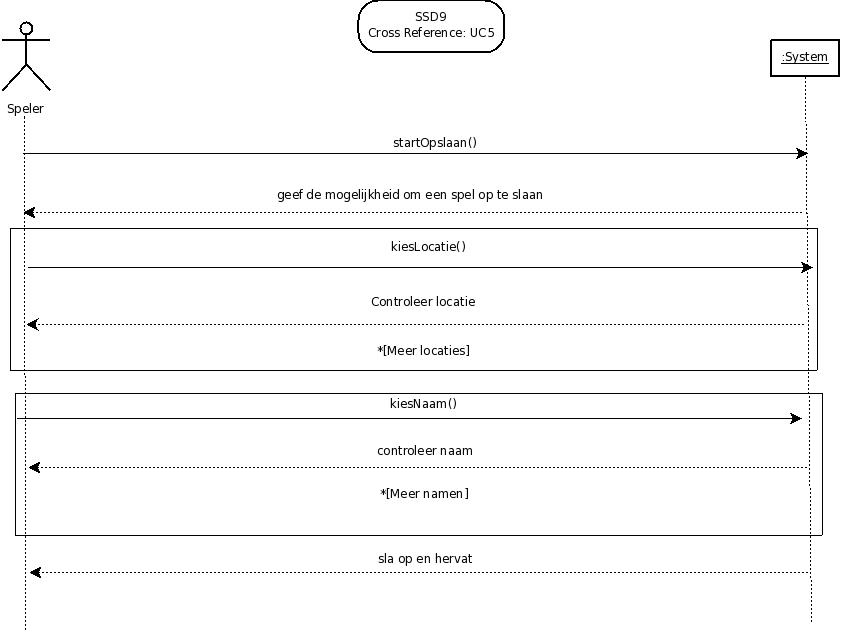 SSD9
Cross Reference: UC5
:System
Speler
startOpslaan()
geef de mogelijkheid om een spel op te slaan
kiesLocatie()
Controleer locatie
*[Meer locaties]
kiesNaam()
controleer naam
*[Meer namen]
sla op en hervat